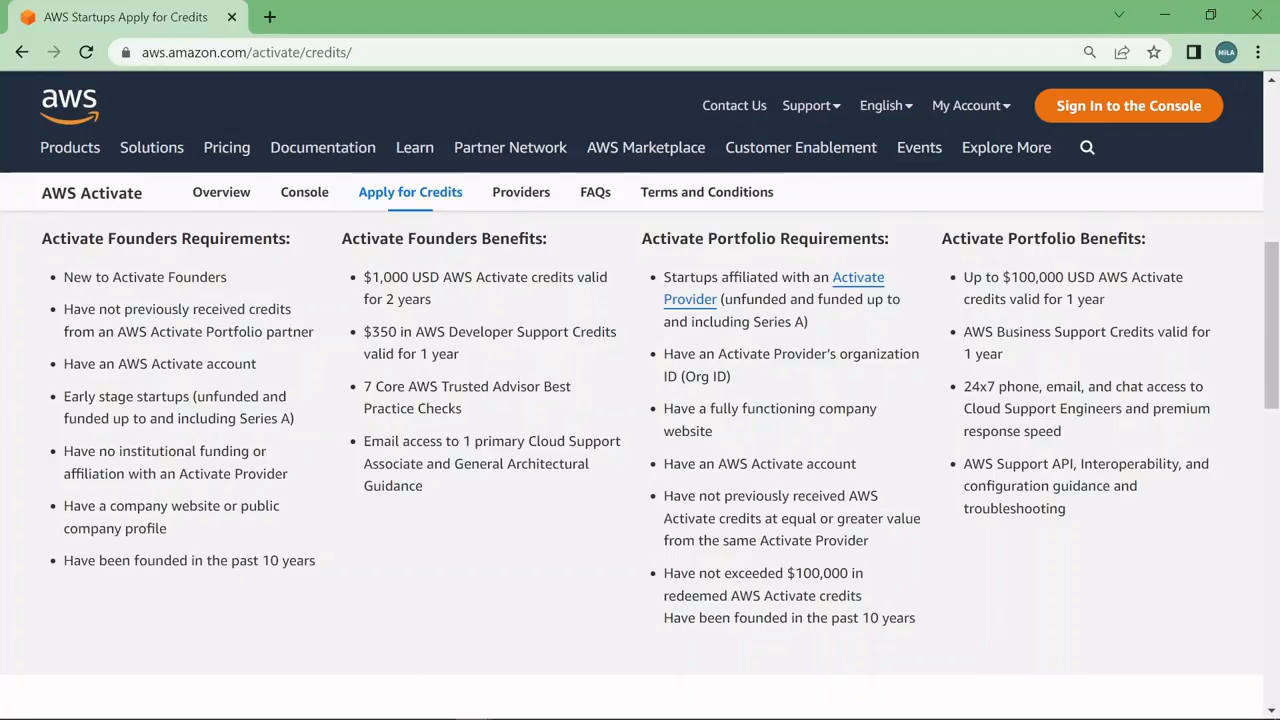 AWS Startups Apply for Credits
aws.amazon.com/activate/credits/
MiLA
aws
Contact Us Support English My Account Sign In to the Console
Products Solutions Pricing Documentation Learn Partner Network AWS Marketplace Customer Enablement Events Explore More
AWS Activate Overview Console Apply for Credits Providers FAQs Terms and Conditions
Activate Founders Requirements:
New to Activate Founders
Have not previously received credits
from an AWS Activate Portfolio partner
Have an AWS Activate account
Early stage startups (unfunded and
funded up to and including Series A)
Have no institutional funding or
affiliation with an Activate Provider
Have a company website or public
company profile
Have been founded in the past 10 years
Activate Founders Benefits:
$1,000 USD AWS Activate credits valid
for 2 years
$350 in AWS Developer Support Credits
valid for 1 year
7 Core AWS Trusted Advisor Best
Practice Checks
Email access to 1 primary Cloud Support
Associate and General Architectural
Guidance
Activate Portfolio Requirements:
Startups affiliated with an Activate
Provider (unfunded and funded up to
and including Series A)
Have an Activate Provider's organization
ID (Org ID)
Have a fully functioning company
website
Have an AWS Activate account
Have not previously received AWS
Activate credits at equal or greater value
from the same Activate Provider
Have not exceeded $100,000 in
redeemed AWS Activate credits
Have been founded in the past 10 years
Activate Portfolio Benefits:
Up to $100,000 USD AWS Activate
credits valid for 1 year
AWS Business Support Credits valid for
1 year
24x7 phone, email, and chat access to
Cloud Support Engineers and premium
response speed
AWS Support API, Interoperability, and
configuration guidance and
troubleshooting